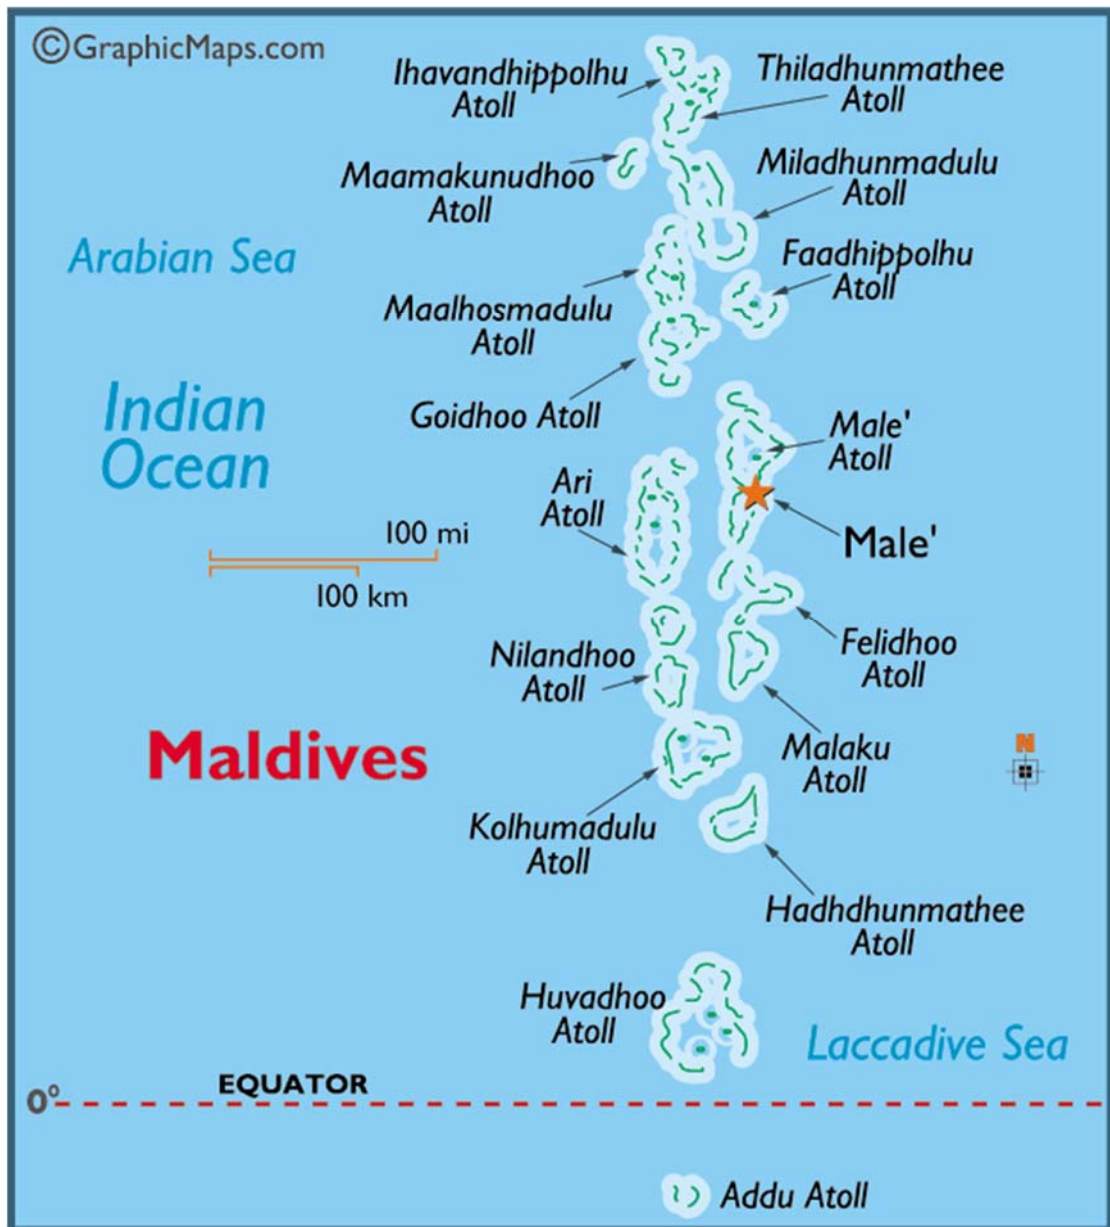 ©GraphicMaps.com
Ihavandhippolhu
Atoll
Thiladhunmathee
Atoll
Maamakunudhoo
Atoll
Miladhunmadulu
Atoll
Arabian Sea
Faadhippolhu
Atoll
Maalhosmadulu
Atoll
Indian
Ocean
Goidhoo Atoll
Male'
Atoll
Ari
Atoll
100 mi
100 km
Male'
Nilandhoo
Atoll
Felidhoo
Atoll
Maldives
Malaku
Atoll
N
Kolhumadulu
Atoll
Hadhdhunmathee
Atoll
Huvadhoo
Atoll
Laccadive Sea
EQUATOR
0°
Addu Atoll